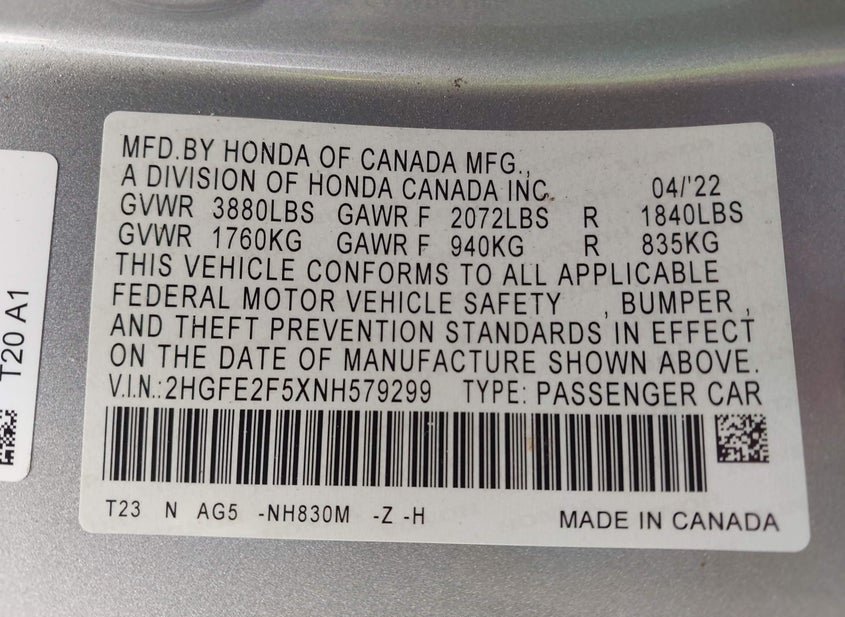 MFD.BY HONDA OF CANADA MFG.,
A DIVISION OF HONDA CANADA INC. 04/'22
GVWR 3880LBS GAWR F 2072LBS R 1840LBS
GVWR 1760KG GAWR F 940KG R 835KG
THIS VEHICLE CONFORMS TO ALL APPLICABLE
FEDERAL MOTOR VEHICLE SAFETY , BUMPER ,
AND THEFT PREVENTION STANDARDS IN EFFECT
ON THE DATE OF MANUFACTURE SHOWN ABOVE.
V.I.N.:2HGFE2F5XNH579299 TYPE: PASSENGER CAR
T23 N AG5 -NH830M -Z -H MADE IN CANADA
T20 A1